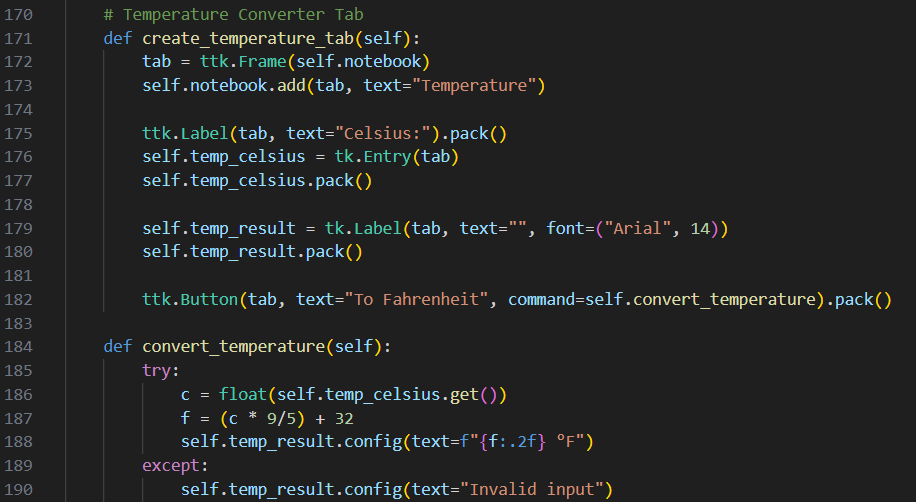 170 # Temperature Converter Tab
171 def create_temperature_tab(self):
172     tab = ttk.Frame(self.notebook)
173     self.notebook.add(tab, text="Temperature")
174
175     ttk.Label(tab, text="Celsius:").pack()
176     self.temp_celsius = tk.Entry(tab)
177     self.temp_celsius.pack()
178
179     self.temp_result = tk.Label(tab, text="", font=("Arial", 14))
180     self.temp_result.pack()
181
182     ttk.Button(tab, text="To Fahrenheit", command=self.convert_temperature).pack()
183
184 def convert_temperature(self):
185     try:
186         c = float(self.temp_celsius.get())
187         f = (c * 9/5) + 32
188         self.temp_result.config(text=f"{f:.2f} °F")
189     except:
190         self.temp_result.config(text="Invalid input")